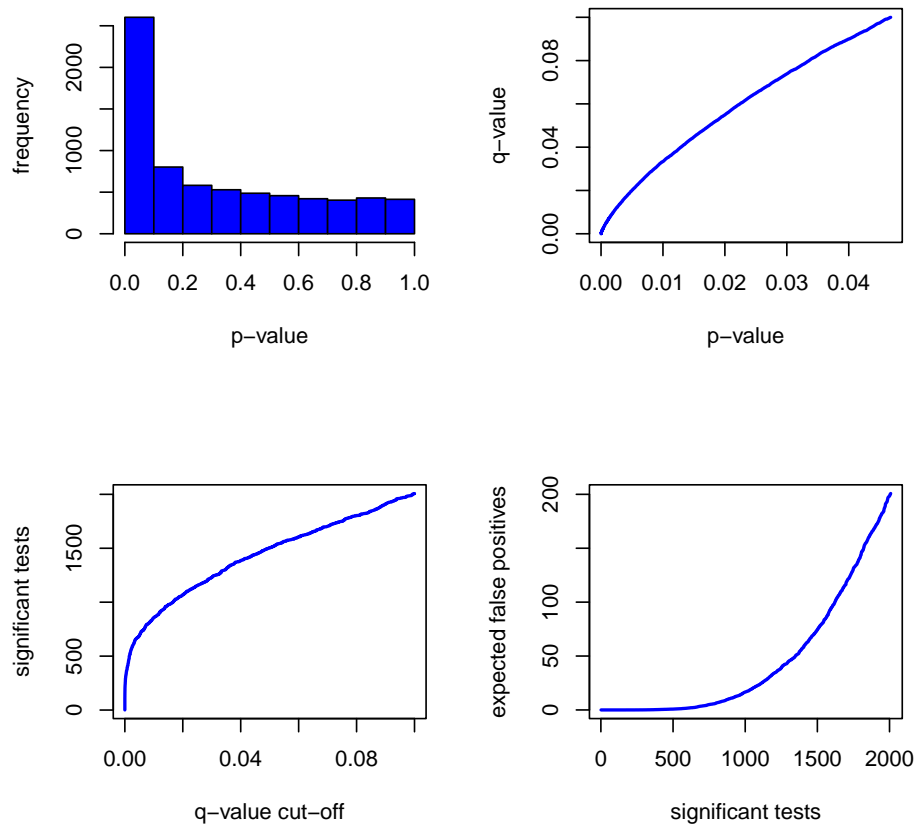 frequency
0
1000
2000
0.0 0.2 0.4 0.6 0.8 1.0
p−value
q−value
0.00
0.04
0.08
0.00 0.01 0.02 0.03 0.04
p−value
significant tests
0
500
1500
0.00 0.04 0.08
q−value cut−off
expected false positives
0
50
100
200
0 500 1000 1500 2000
significant tests